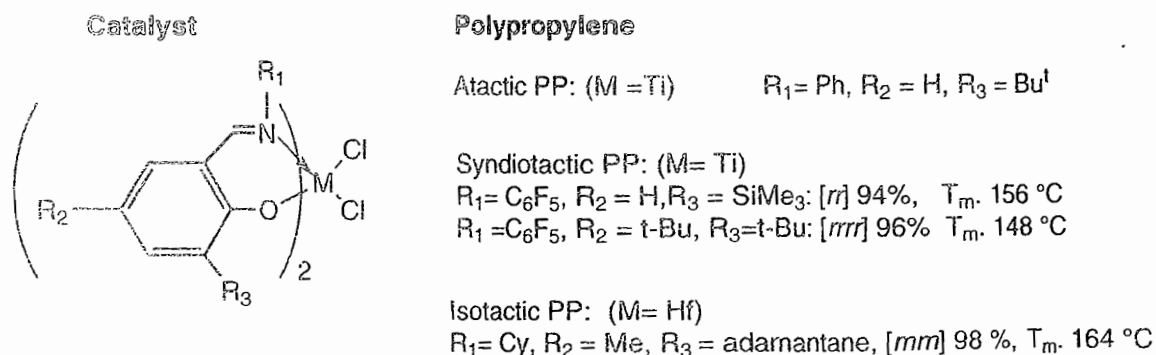 Catalyst
Polypropylene
Atactic PP: (M =Ti) R₁= Ph, R₂ = H, R₃ = Buᵗ
Syndiotactic PP: (M= Ti)
R₁= C₆F₅, R₂ = H,R₃ = SiMe₃: [rr] 94%, Tₘ. 156 °C
R₁ =C₆F₅, R₂ = t-Bu, R₃=t-Bu: [rrrr] 96% Tₘ. 148 °C
Isotactic PP: (M= Hf)
R₁= Cy, R₂ = Me, R₃ = adamantane, [mm] 98 %, Tₘ. 164 °C
R₁
N
Cl
M
Cl
R₂
O
R₃
2